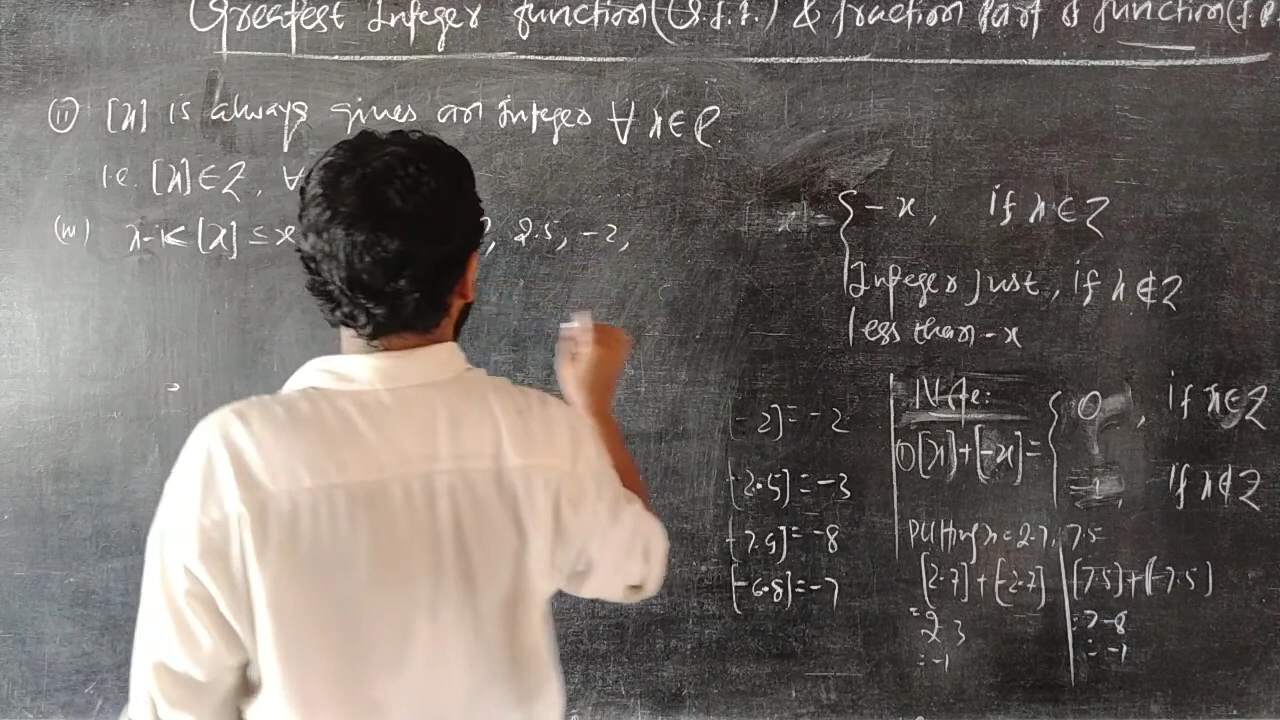 Greatest Integer function(G.I.F.) & fraction Part of function(F.P
(ii) [x] is always gives an Integer ∀ x∈R.
i.e. [x]∈Z, ∀
(iii) x-1<[x]≤x , 2.5, -2,
x = { -x, if x∈Z
Integer just, if x∉Z
less than -x
2]=-2
[-2.5]=-3
[-7.5]=-8
[-6.8]=-7
Note:
① [x]+[-x]= { 0, if x∈Z
-1, if x∉Z
Putting x=2.7, 7.5
[2.7]+[-2.7] | [7.5]+[-7.5]
=2 3 | =7-8
=-1 | =-1